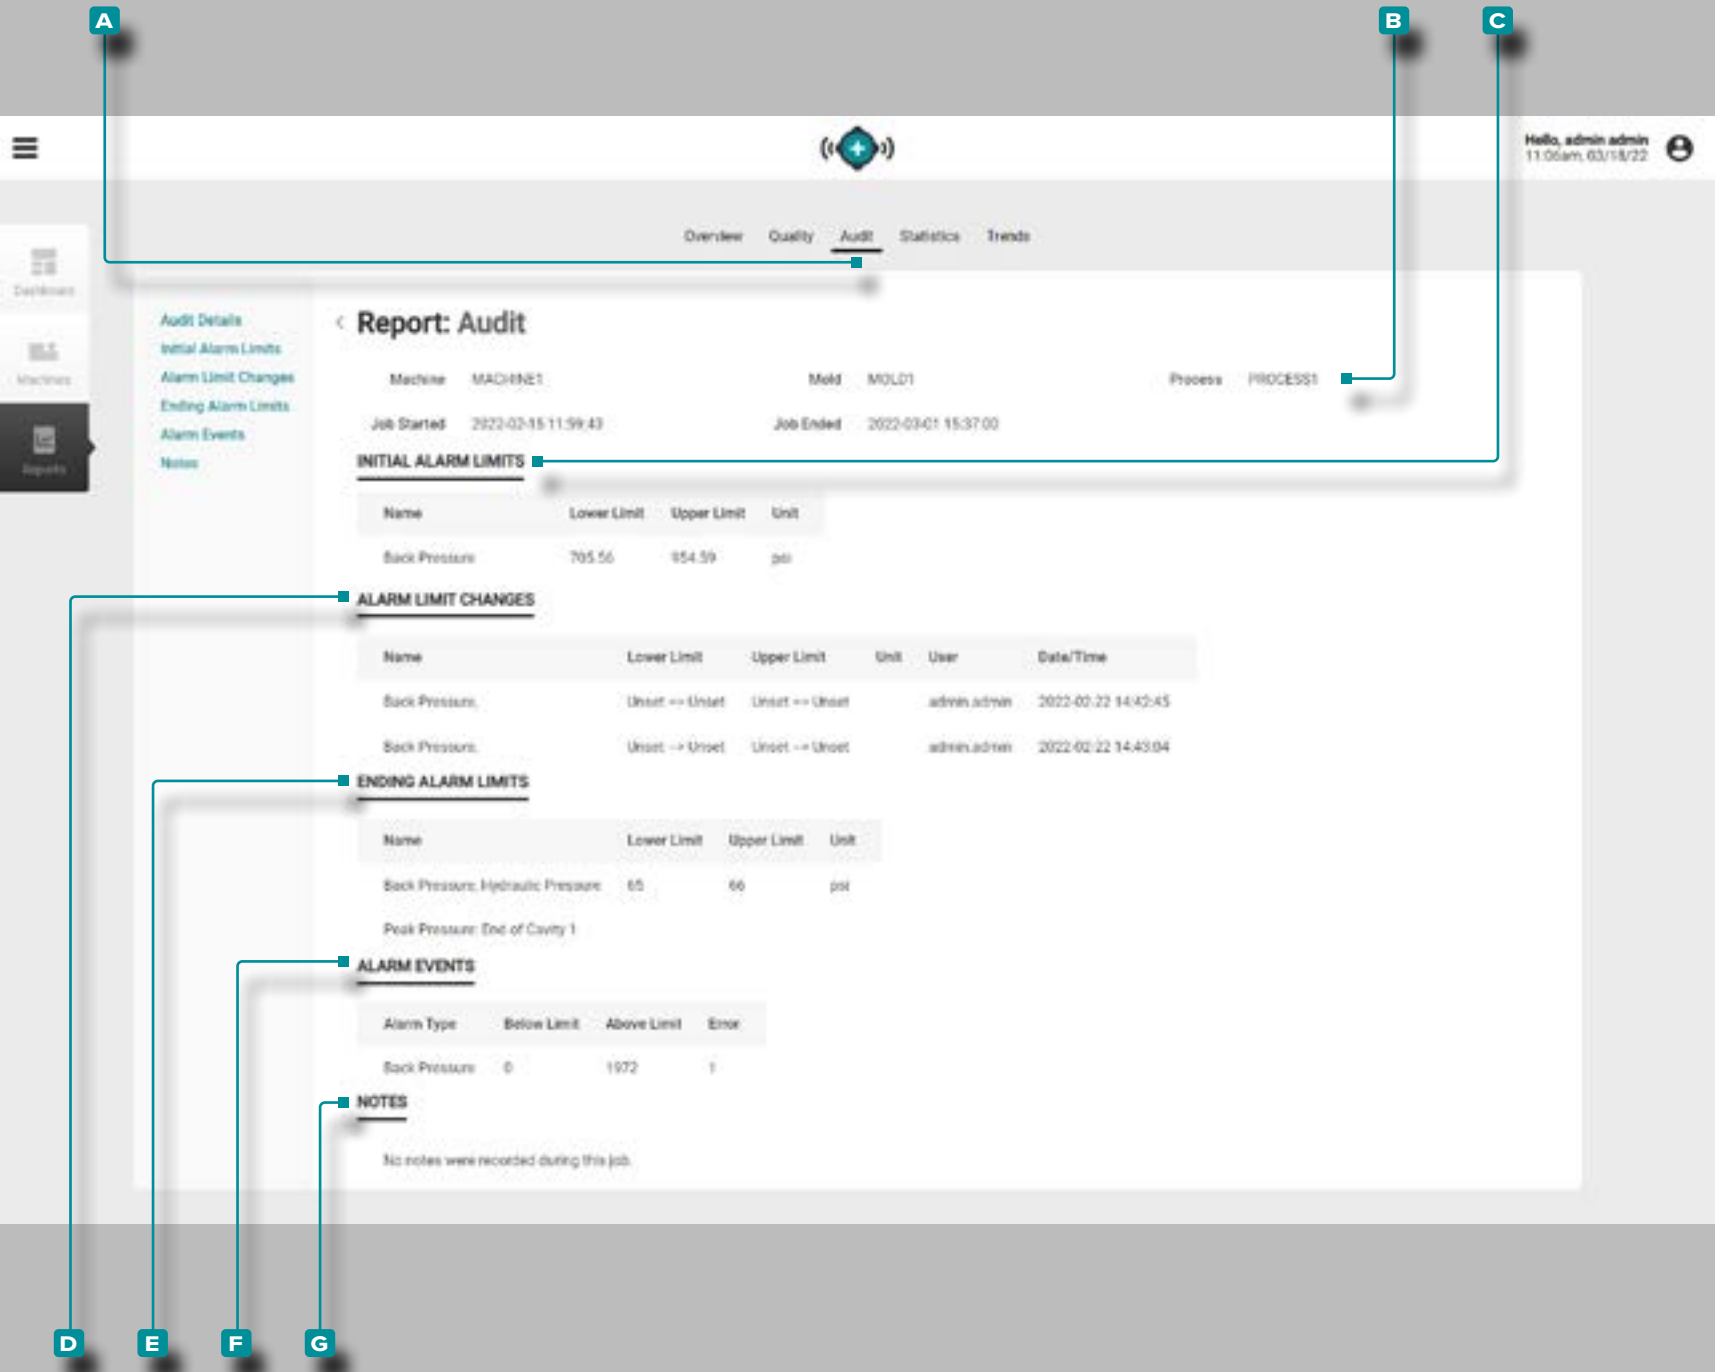 A B C
Hello, admin admin
11:06am, 03/18/22
Overview Quality Audit Statistics Trends
Dashboard
Machines
Reports
Audit Details
Initial Alarm Limits
Alarm Limit Changes
Ending Alarm Limits
Alarm Events
Notes
Report: Audit
Machine MACHINE1 Mold MOLD1 Process PROCESS1
Job Started 2022-02-15 11:59:43 Job Ended 2022-03-01 15:37:00
INITIAL ALARM LIMITS
Name Lower Limit Upper Limit Unit
Back Pressure 705.56 954.59 psi
ALARM LIMIT CHANGES
Name Lower Limit Upper Limit Unit User Date/Time
Back Pressure, Unset => Unset Unset => Unset admin.admin 2022-02-22 14:42:45
Back Pressure, Unset => Unset Unset => Unset admin.admin 2022-02-22 14:43:04
ENDING ALARM LIMITS
Name Lower Limit Upper Limit Unit
Back Pressure, Hydraulic Pressure 65 66 psi
Peak Pressure: End of Cavity 1
ALARM EVENTS
Alarm Type Below Limit Above Limit Error
Back Pressure 0 1972 1
NOTES
No notes were recorded during this job.
D E F G